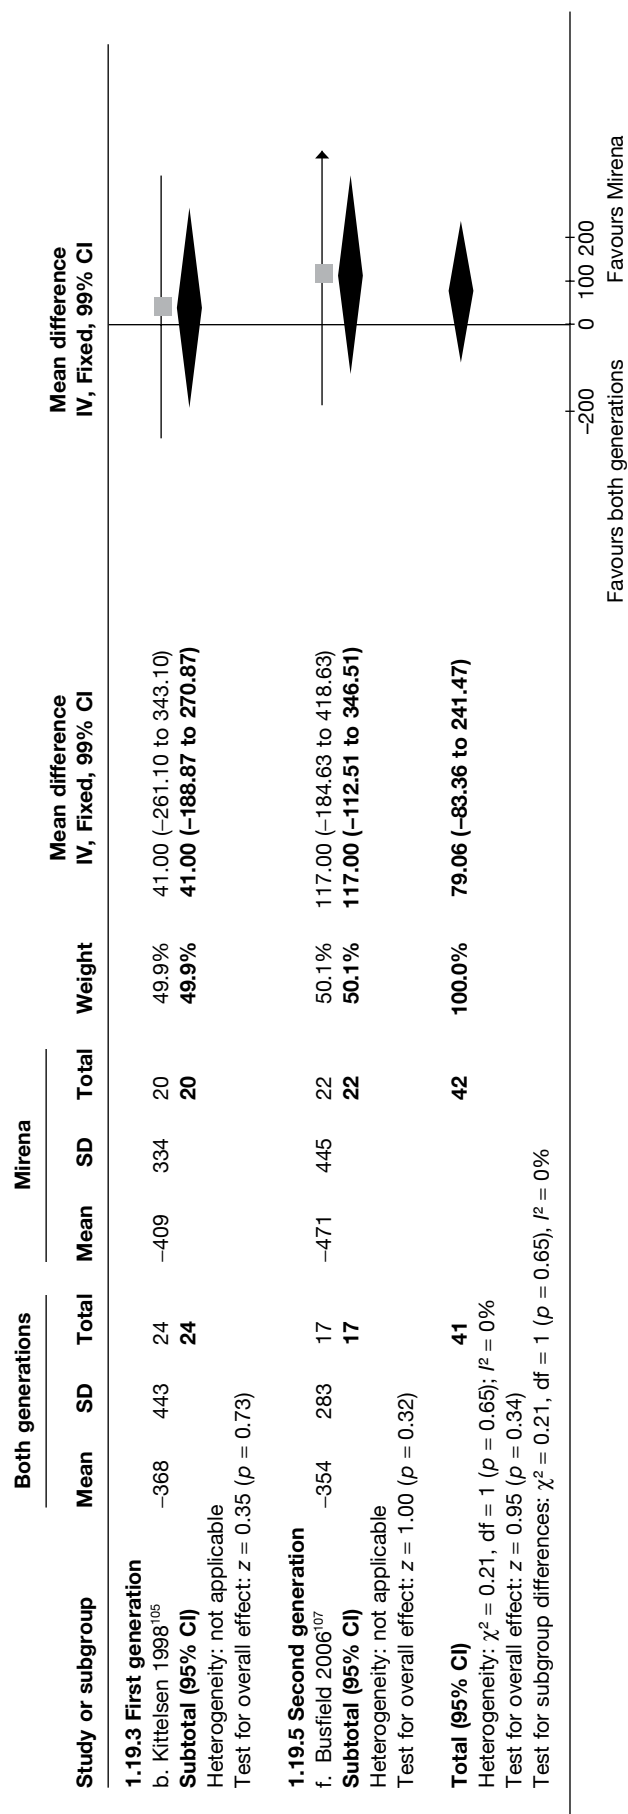 Both generations Mirena Mean difference Mean difference
Study or subgroup Mean SD Total Mean SD Total Weight IV, Fixed, 99% CI IV, Fixed, 99% CI
1.19.3 First generation
b. Kittelsen 1998¹⁰⁵ −368 443 24 −409 334 20 49.9% 41.00 (−261.10 to 343.10)
Subtotal (95% CI) 24 20 49.9% 41.00 (−188.87 to 270.87)
Heterogeneity: not applicable
Test for overall effect: z = 0.35 (p = 0.73)
1.19.5 Second generation
f. Busfield 2006¹⁰⁷ −354 283 17 −471 445 22 50.1% 117.00 (−184.63 to 418.63)
Subtotal (95% CI) 17 22 50.1% 117.00 (−112.51 to 346.51)
Heterogeneity: not applicable
Test for overall effect: z = 1.00 (p = 0.32)
Total (95% CI) 41 42 100.0% 79.06 (−83.36 to 241.47)
Heterogeneity: χ² = 0.21, df = 1 (p = 0.65); I² = 0%
Test for overall effect: z = 0.95 (p = 0.34)
Test for subgroup differences: χ² = 0.21, df = 1 (p = 0.65), I² = 0%
−200 0 100 200
Favours both generations Favours Mirena